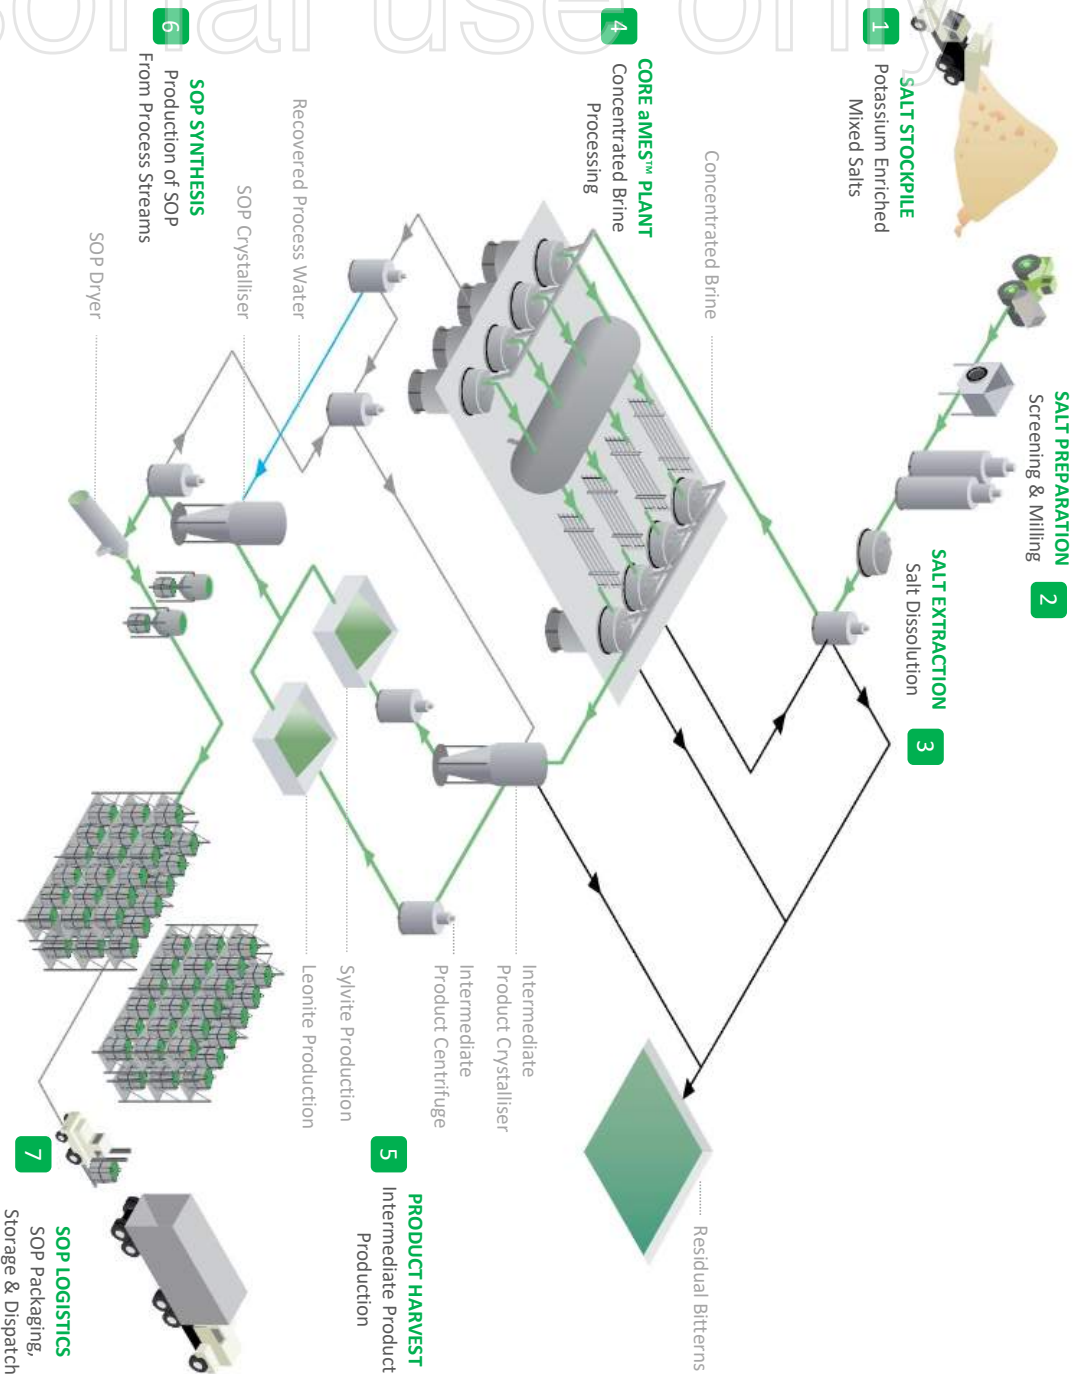 sonal use only
1
SALT STOCKPILE
Potassium Enriched
Mixed Salts
SALT PREPARATION
Screening & Milling
2
SALT EXTRACTION
Salt Dissolution
3
4
CORE aMES™ PLANT
Concentrated Brine
Processing
Concentrated Brine
Residual Bitterns
5
PRODUCT HARVEST
Intermediate Product
Production
Intermediate
Product Crystalliser
Intermediate
Product Centrifuge
Sylvite Production
Leonite Production
6
SOP SYNTHESIS
Production of SOP
From Process Streams
Recovered Process Water
SOP Crystalliser
SOP Dryer
7
SOP LOGISTICS
SOP Packaging,
Storage & Dispatch